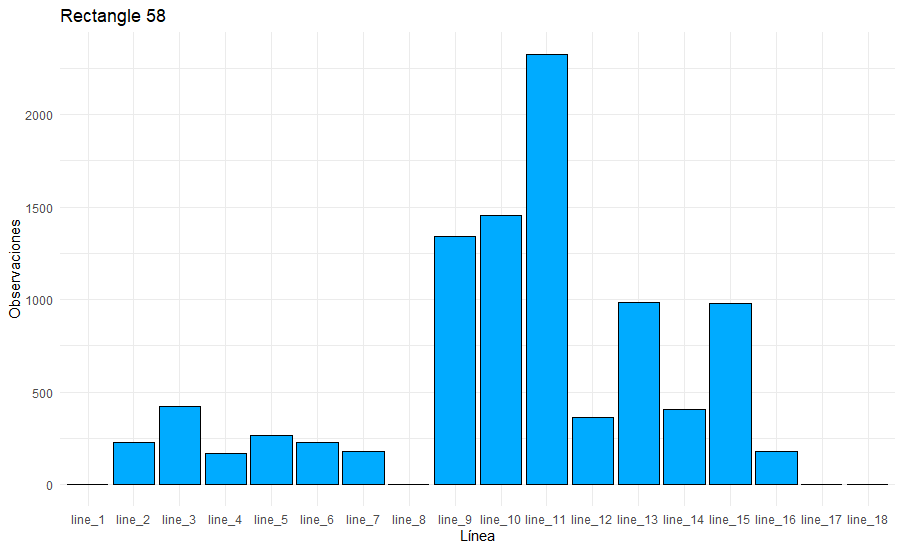 Rectangle 58
Observaciones
2000
1500
1000
500
0
line_1 line_2 line_3 line_4 line_5 line_6 line_7 line_8 line_9 line_10 line_11 line_12 line_13 line_14 line_15 line_16 line_17 line_18
Línea